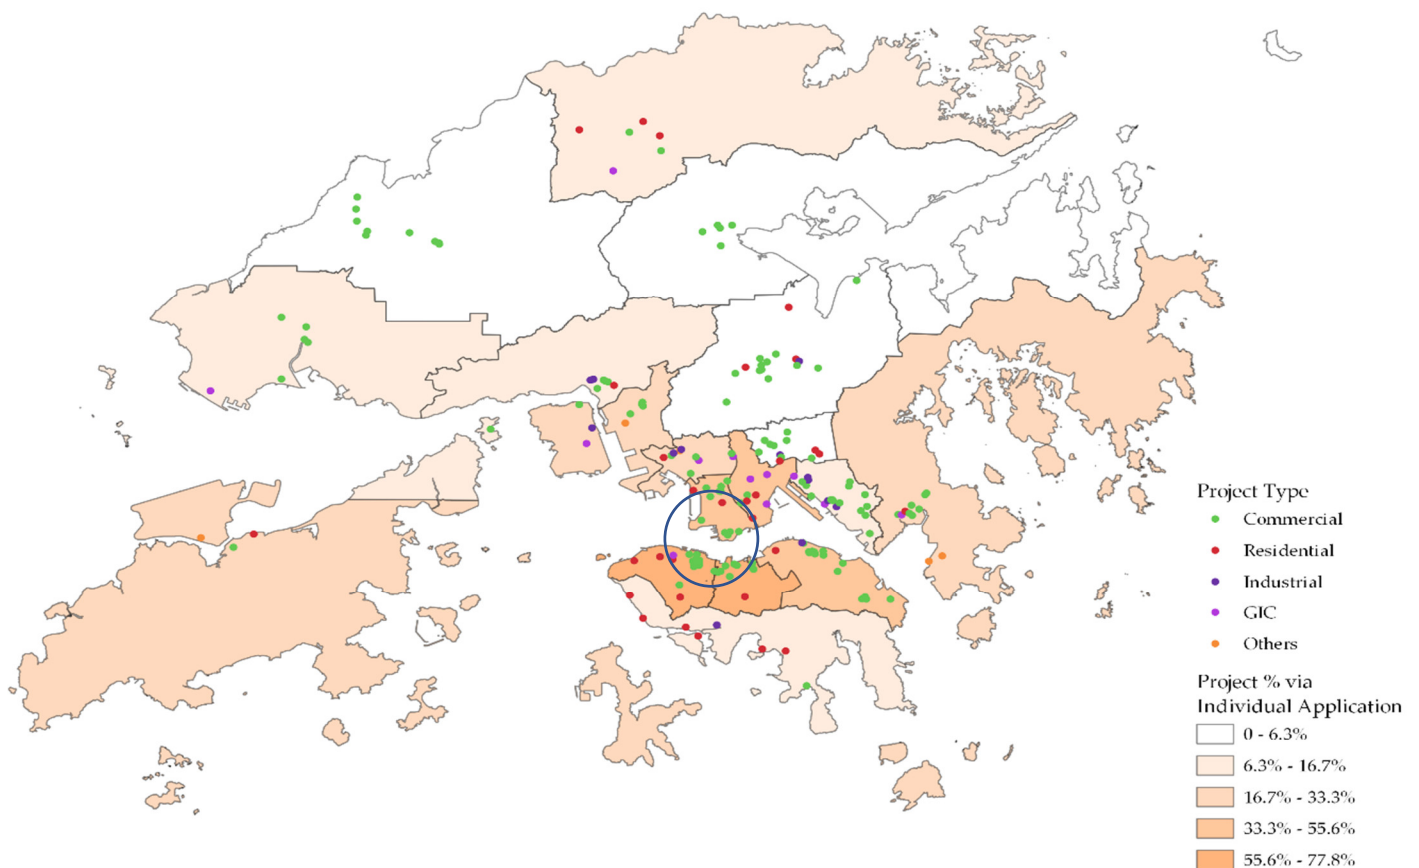 Project Type
Commercial
Residential
Industrial
GIC
Others
Project % via
Individual Application
0 - 6.3%
6.3% - 16.7%
16.7% - 33.3%
33.3% - 55.6%
55.6% - 77.8%